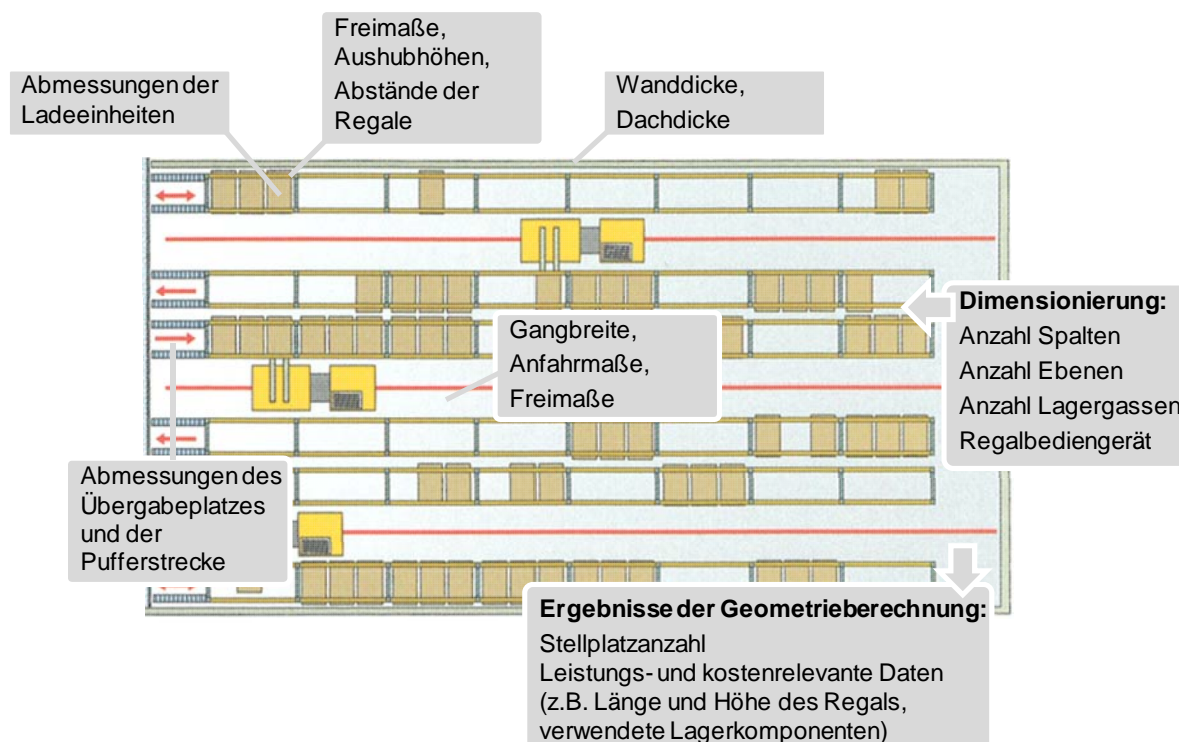 Freimaße,
Aushubhöhen,
Abstände der
Regale
Abmessungen der
Ladeeinheiten
Wanddicke,
Dachdicke
Dimensionierung:
Anzahl Spalten
Anzahl Ebenen
Anzahl Lagergassen
Regalbediengerät
Gangbreite,
Anfahrmaße,
Freimaße
Abmessungen des
Übergabeplatzes
und der
Pufferstrecke
Ergebnisse der Geometrieberechnung:
Stellplatzanzahl
Leistungs- und kostenrelevante Daten
(z.B. Länge und Höhe des Regals,
verwendete Lagerkomponenten)